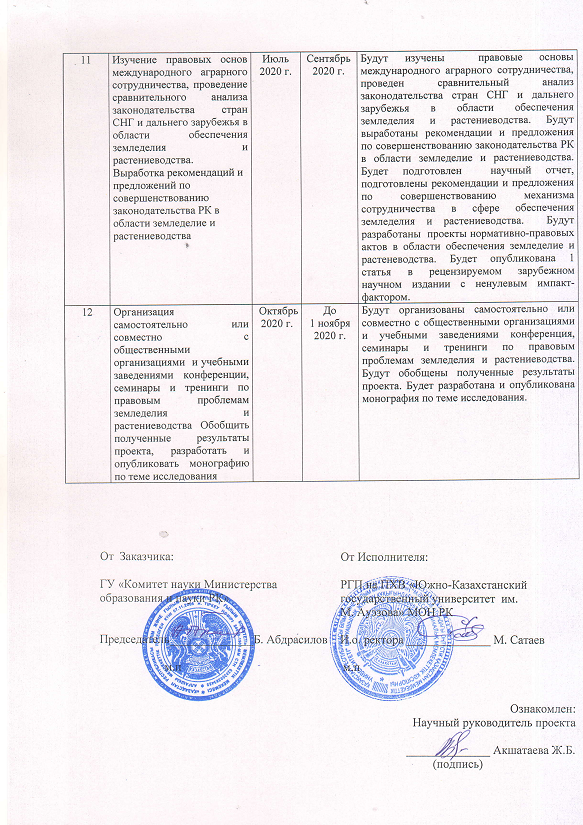 11
Изучение правовых основ
международного аграрного
сотрудничества, проведение
сравнительного анализа
законодательства стран
СНГ и дальнего зарубежья в
области обеспечения
земледелия и
растениеводства.
Выработка рекомендаций и
предложений по
совершенствованию
законодательства РК в
области земледелие и
растениеводства
Июль
2020 г.
Сентябрь
2020 г.
Будут изучены правовые основы
международного аграрного сотрудничества,
проведен сравнительный анализ
законодательства стран СНГ и дальнего
зарубежья в области обеспечения
земледелия и растениеводства. Будут
выработаны рекомендации и предложения
по совершенствованию законодательства РК
в области земледелие и растениеводства.
Будет подготовлен научный отчет,
подготовлены рекомендации и предложения
по совершенствованию механизма
сотрудничества в сфере обеспечения
земледелия и растениеводства. Будут
разработаны проекты нормативно-правовых
актов в области обеспечения земледелие и
растеневодства. Будет опубликована 1
статья в рецензируемом зарубежном
научном издании с ненулевым импакт-
фактором.
12
Организация
самостоятельно или
совместно с
общественными
организациями и учебными
заведениями конференции,
семинары и тренинги по
правовым проблемам
земледелия и
растениеводства Обобщить
полученные результаты
проекта, разработать и
опубликовать монографию
по теме исследования
Октябрь
2020 г.
До
1 ноября
2020 г.
Будут организованы самостоятельно или
совместно с общественными организациями
и учебными заведениями конференция,
семинары и тренинги по правовым
проблемам земледелия и растениеводства.
Будут обобщены полученные результаты
проекта. Будет разработана и опубликована
монография по теме исследования.
От Заказчика:
ГУ «Комитет науки Министерства
образования и науки РК»
Председатель Б. Абдрасилов
м.п.
От Исполнителя:
РГП на ПХВ «Южно-Казахстанский
государственный университет им.
М. Ауэзова» МОН РК
И.о. ректора М. Сатаев
м.п.
Ознакомлен:
Научный руководитель проекта
Акшатаева Ж.Б.
(подпись)